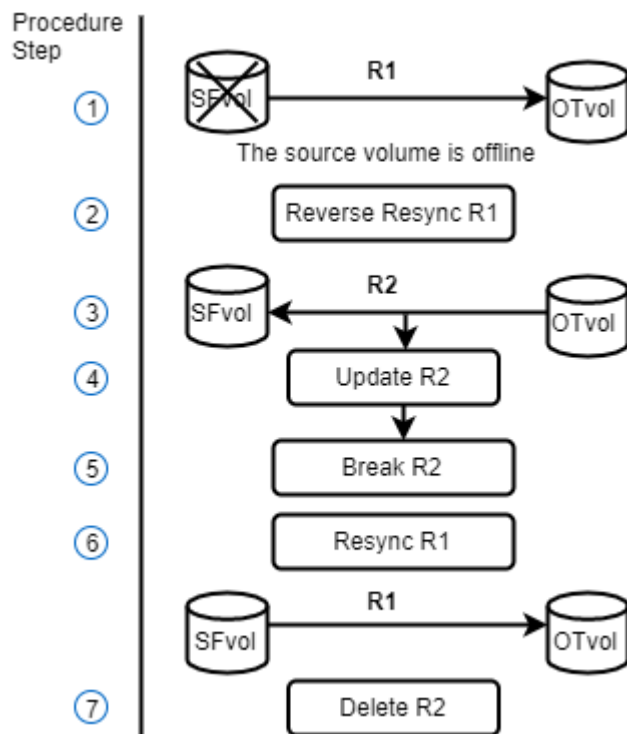 Procedure
Step
1
SFvol
R1
OTvol
The source volume is offline
2
Reverse Resync R1
3
SFvol
R2
OTvol
4
Update R2
5
Break R2
6
Resync R1
SFvol
R1
OTvol
7
Delete R2